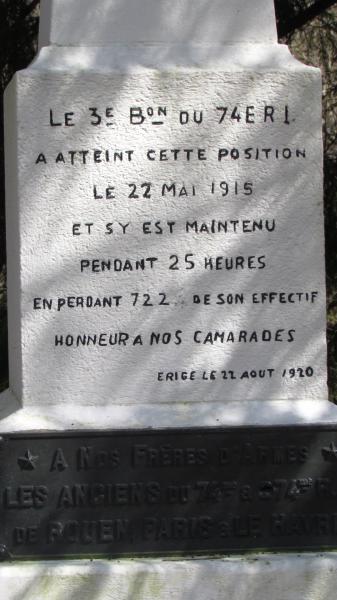 LE 3E BON DU 74E R I.
A ATTEINT CETTE POSITION
LE 22 MAI 1915
ET S'Y EST MAINTENU
PENDANT 25 HEURES
EN PERDANT 722 .. DE SON EFFECTIF
HONNEUR A NOS CAMARADES
ERIGE LE 22 AOUT 1920
A NOS FRÈRES D'ARMES
LES ANCIENS DU 74ME & 274ME R.
DE ROUEN, PARIS & LE HAVRE